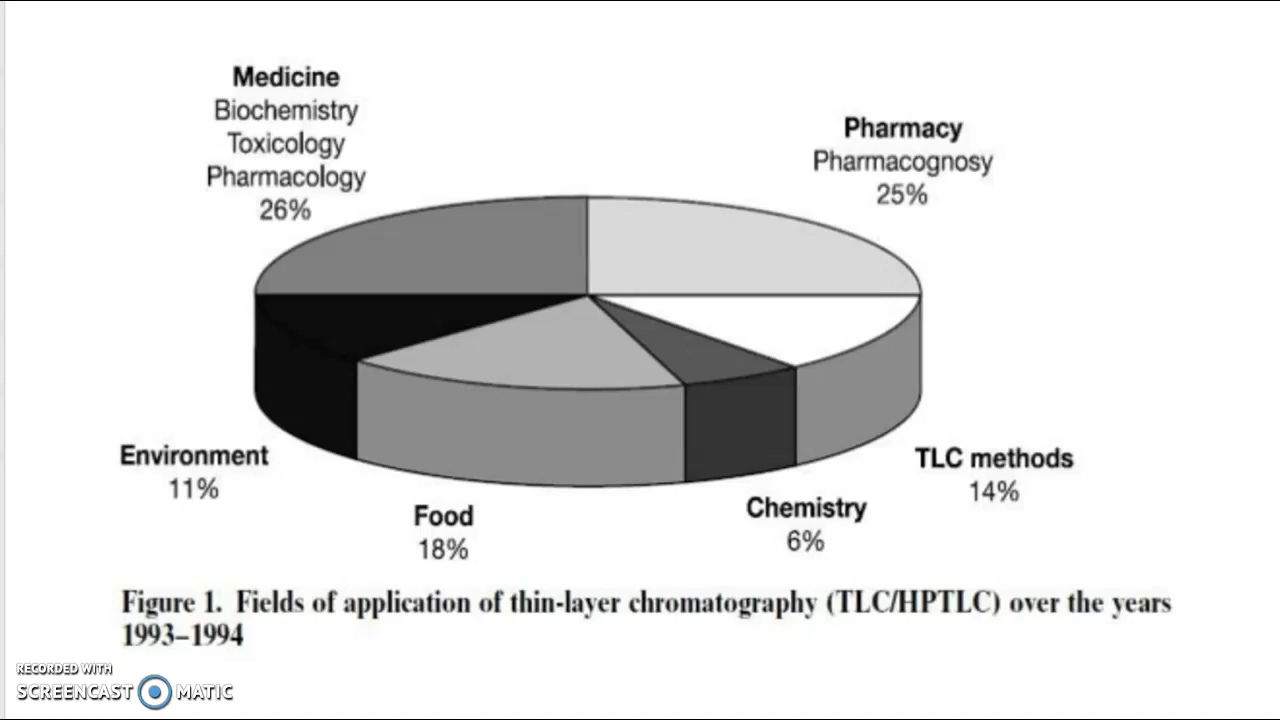 Medicine
Biochemistry
Toxicology
Pharmacology
26%
Pharmacy
Pharmacognosy
25%
Environment
11%
Food
18%
Chemistry
6%
TLC methods
14%
Figure 1. Fields of application of thin-layer chromatography (TLC/HPTLC) over the years
1993–1994
RECORDED WITH
SCREENCAST MATIC